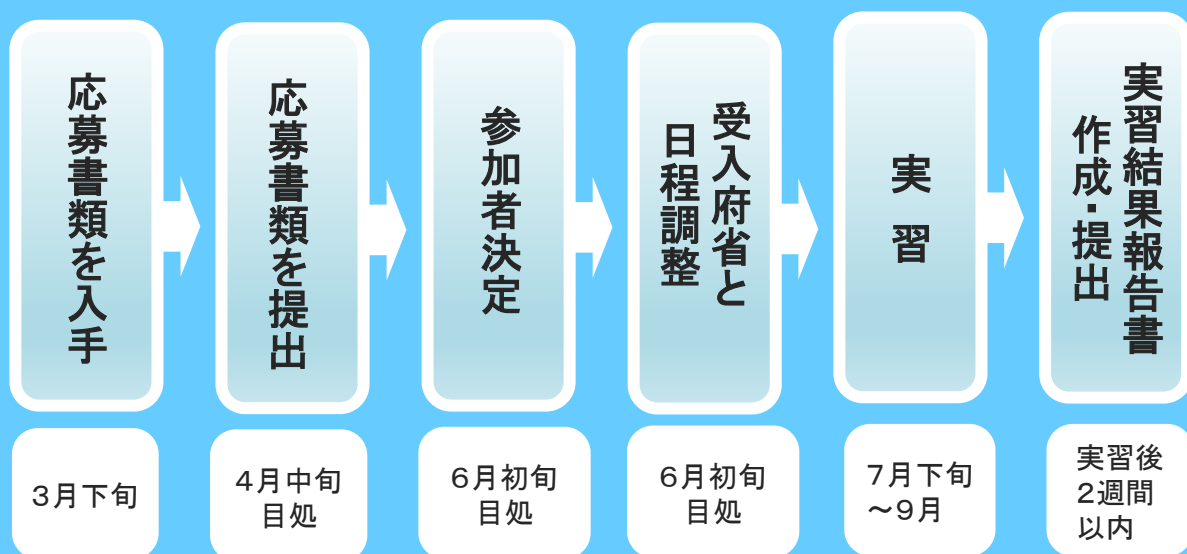 応募書類を入手
応募書類を提出
参加者決定
受入府省と
日程調整
実習
実習結果報告書
作成・提出
3月下旬
4月中旬
目処
6月初旬
目処
6月初旬
目処
7月下旬
～9月
実習後
2週間
以内